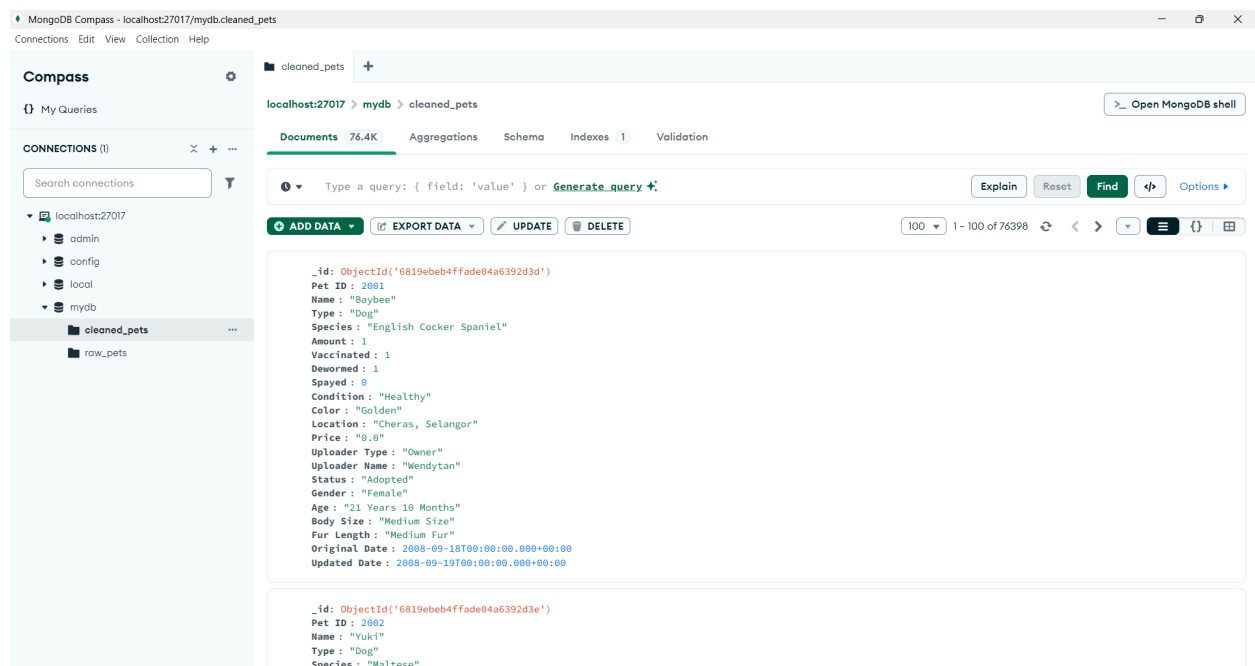 MongoDB Compass - localhost:27017/mydb.cleaned_pets
Connections Edit View Collection Help
Compass
{} My Queries
CONNECTIONS (1)
Search connections
localhost:27017
admin
config
local
mydb
cleaned_pets
raw_pets
cleaned_pets
localhost:27017 > mydb > cleaned_pets
>_ Open MongoDB shell
Documents 76.4K Aggregations Schema Indexes 1 Validation
Type a query: { field: 'value' } or Generate query
Explain Reset Find </> Options
ADD DATA EXPORT DATA UPDATE DELETE
100 1 - 100 of 76398 {}
_id: ObjectId('6819ebeb4ffade04a6392d3d')
Pet ID : 2001
Name : "Baybee"
Type : "Dog"
Species : "English Cocker Spaniel"
Amount : 1
Vaccinated : 1
Dewormed : 1
Spayed : 0
Condition : "Healthy"
Color : "Golden"
Location : "Cheras, Selangor"
Price : "0.0"
Uploader Type : "Owner"
Uploader Name : "Wendytan"
Status : "Adopted"
Gender : "Female"
Age : "21 Years 10 Months"
Body Size : "Medium Size"
Fur Length : "Medium Fur"
Original Date : 2008-09-18T00:00:00.000+00:00
Updated Date : 2008-09-19T00:00:00.000+00:00
_id: ObjectId('6819ebeb4ffade04a6392d3e')
Pet ID : 2002
Name : "Yuki"
Type : "Dog"
Species : "Maltese"